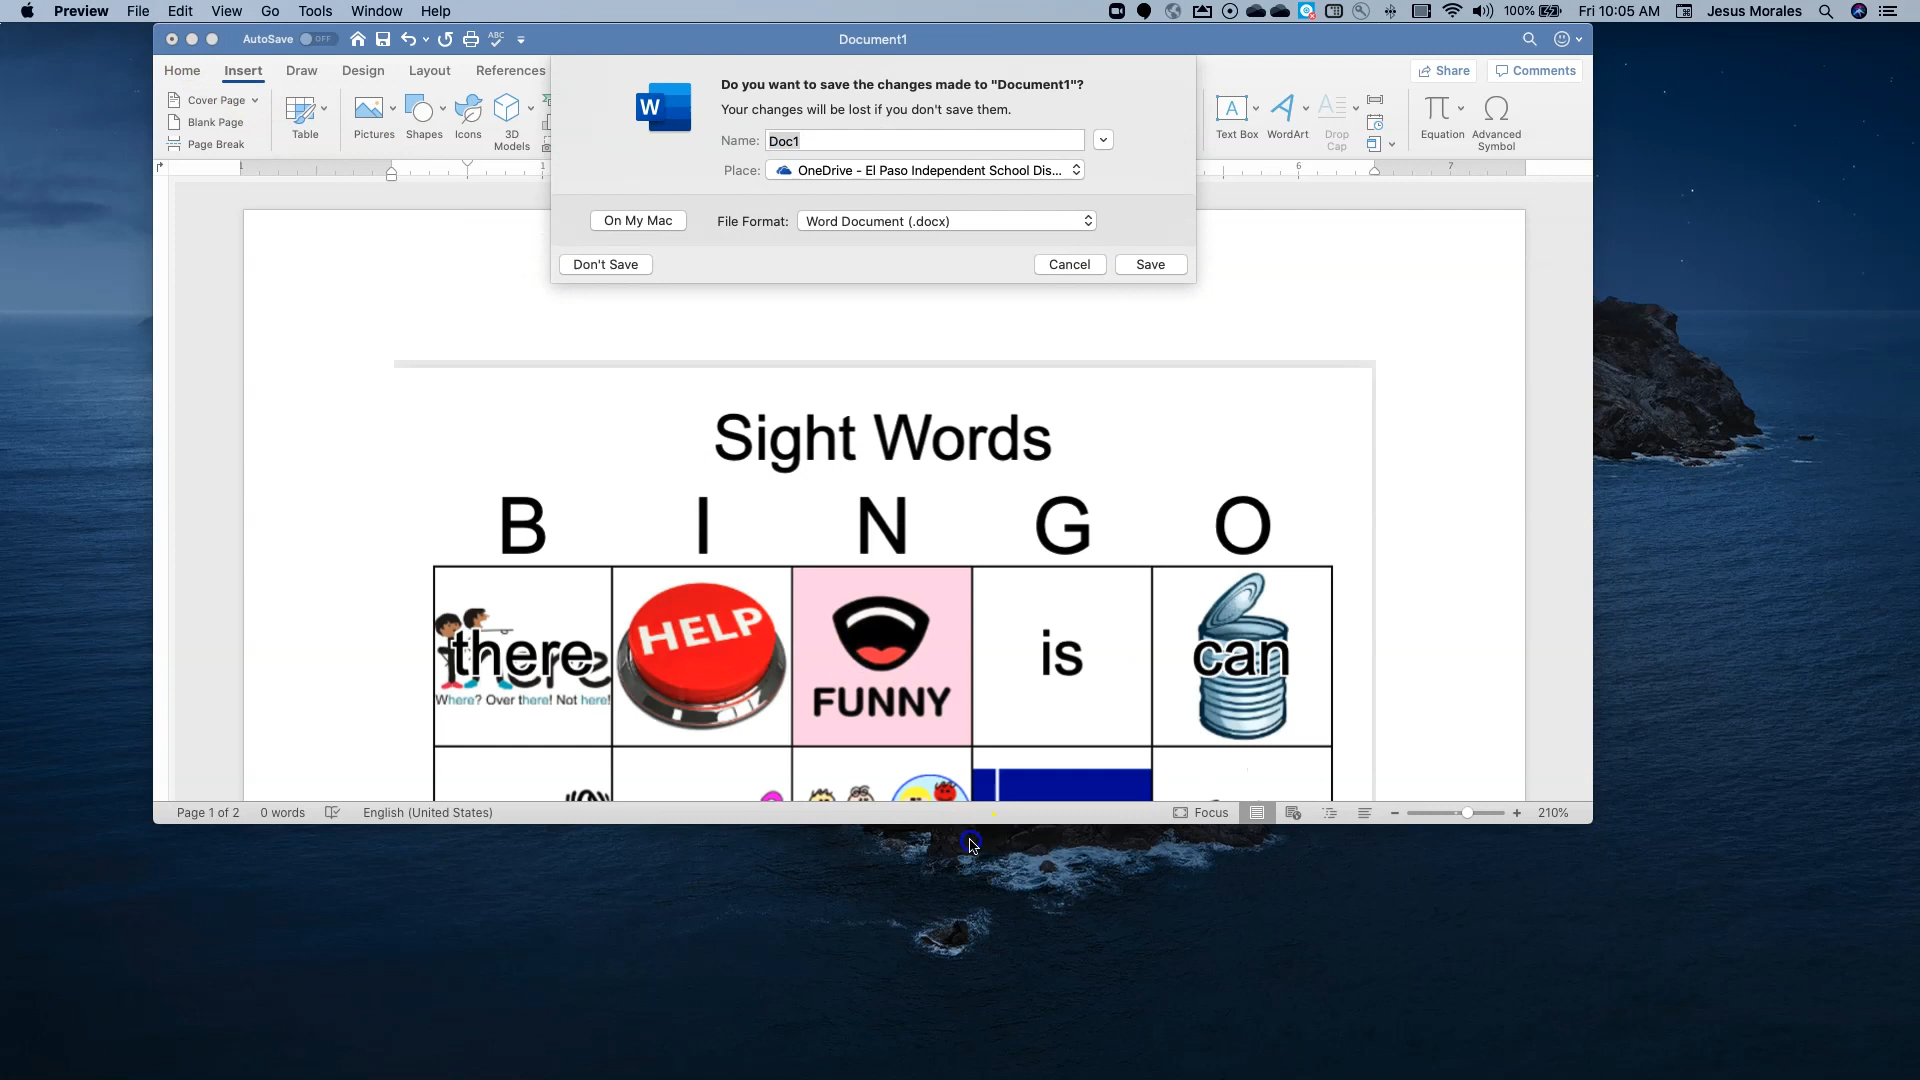 Preview File Edit View Go Tools Window Help 100% Fri 10:05 AM Jesus Morales
AutoSave OFF ABC Document1
Home Insert Draw Design Layout References Share Comments
Cover Page
Blank Page
Page Break
Table Pictures Shapes Icons 3D Models Text Box WordArt Drop Cap Equation Advanced Symbol
W
Do you want to save the changes made to "Document1"?
Your changes will be lost if you don't save them.
Name: Doc1
Place: OneDrive - El Paso Independent School Dis...
On My Mac File Format: Word Document (.docx)
Don't Save Cancel Save
1 1 6 7
Sight Words
B I N G O
there HELP FUNNY is can
Where? Over there! Not here!
Page 1 of 2 0 words English (United States) Focus 210%